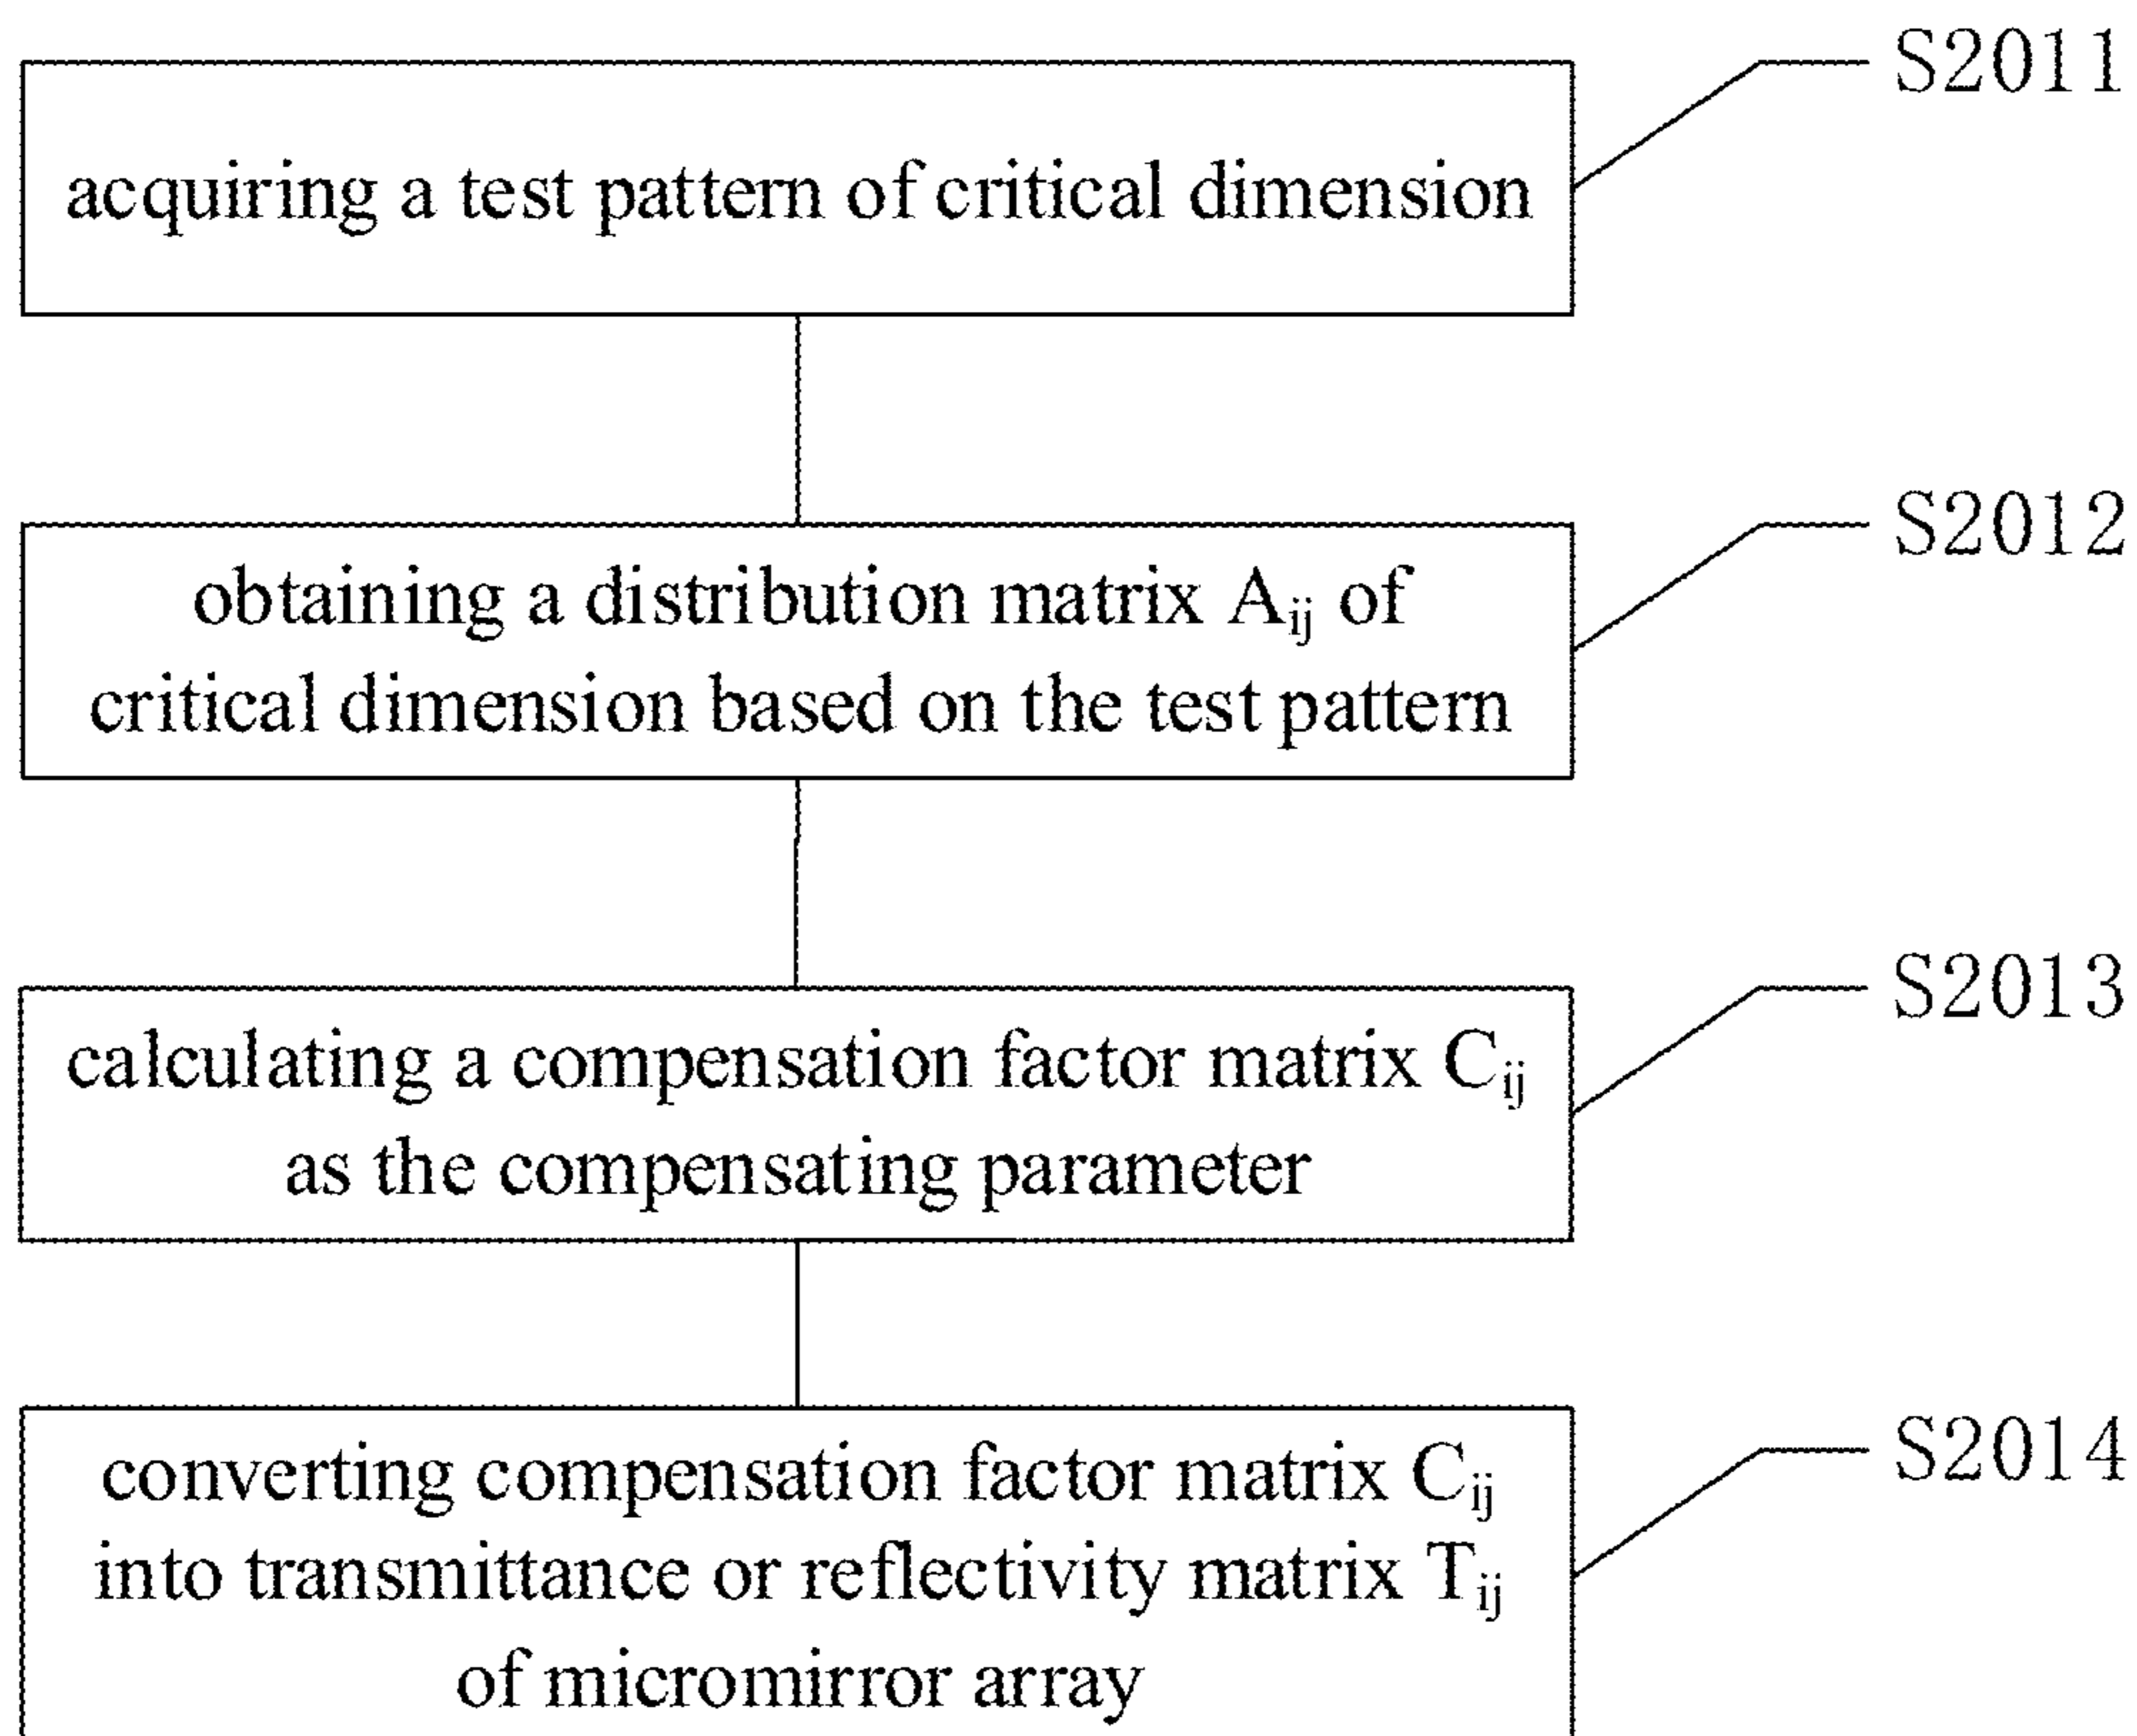 S2011
acquiring a test pattern of critical dimension
S2012
obtaining a distribution matrix Aij of
critical dimension based on the test pattern
S2013
calculating a compensation factor matrix Cij
as the compensating parameter
S2014
converting compensation factor matrix Cij
into transmittance or reflectivity matrix Tij
of micromirror array